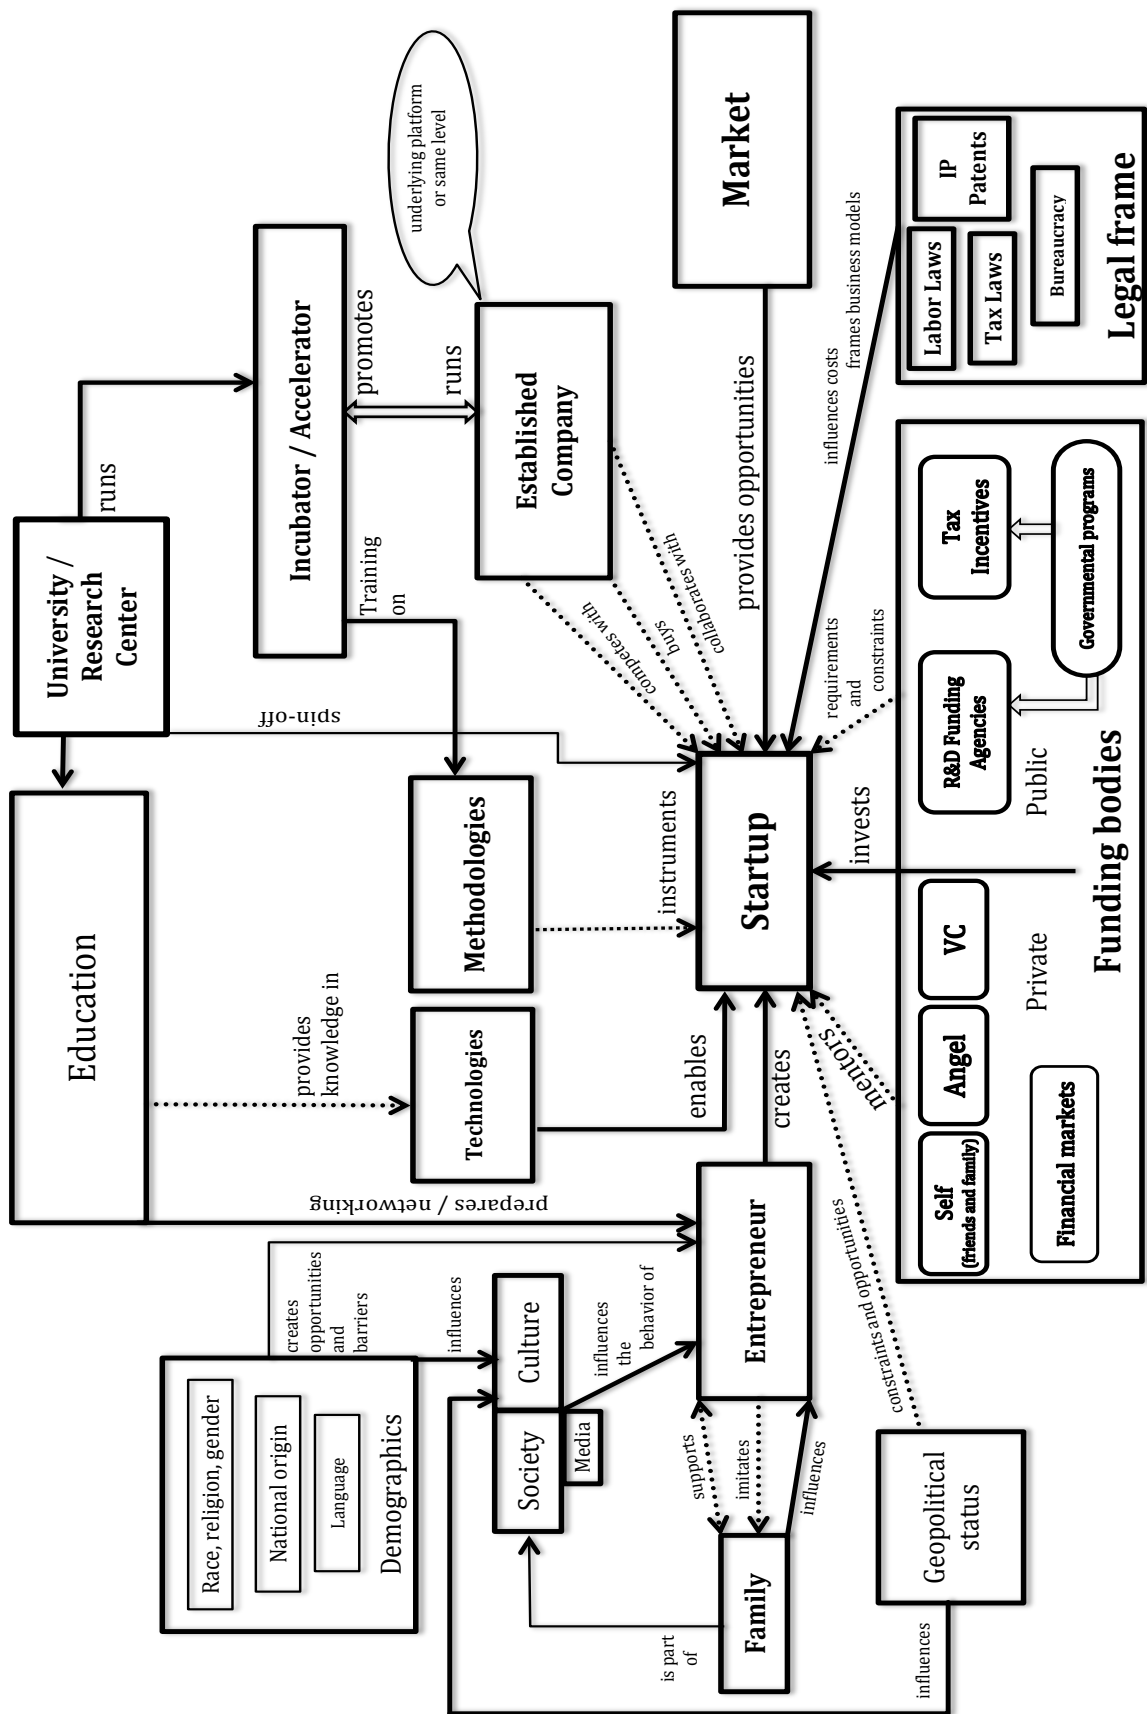 Education
University /
Research
Center
runs
Incubator / Accelerator
promotes
runs
Training
on
underlying platform
or same level
Established
Company
Market
provides
knowledge in
spin-off
Technologies
Methodologies
prepares / networking
Race, religion, gender
National origin
Language
Demographics
creates
opportunities
and
barriers
influences
Society
Culture
Media
influences
the
behavior of
competes with
buys
collaborates with
instruments
enables
provides opportunities
is part
of
Family
supports
imitates
influences
Entrepreneur
creates
Startup
influences costs
frames business models
requirements
and
constraints
invests
mentors
constraints and opportunities
Geopolitical
status
influences
Self
(friends and family)
Angel
VC
R&D Funding
Agencies
Tax
Incentives
Financial markets
Private
Public
Governmental programs
Funding bodies
Labor Laws
IP
Patents
Tax Laws
Bureaucracy
Legal frame